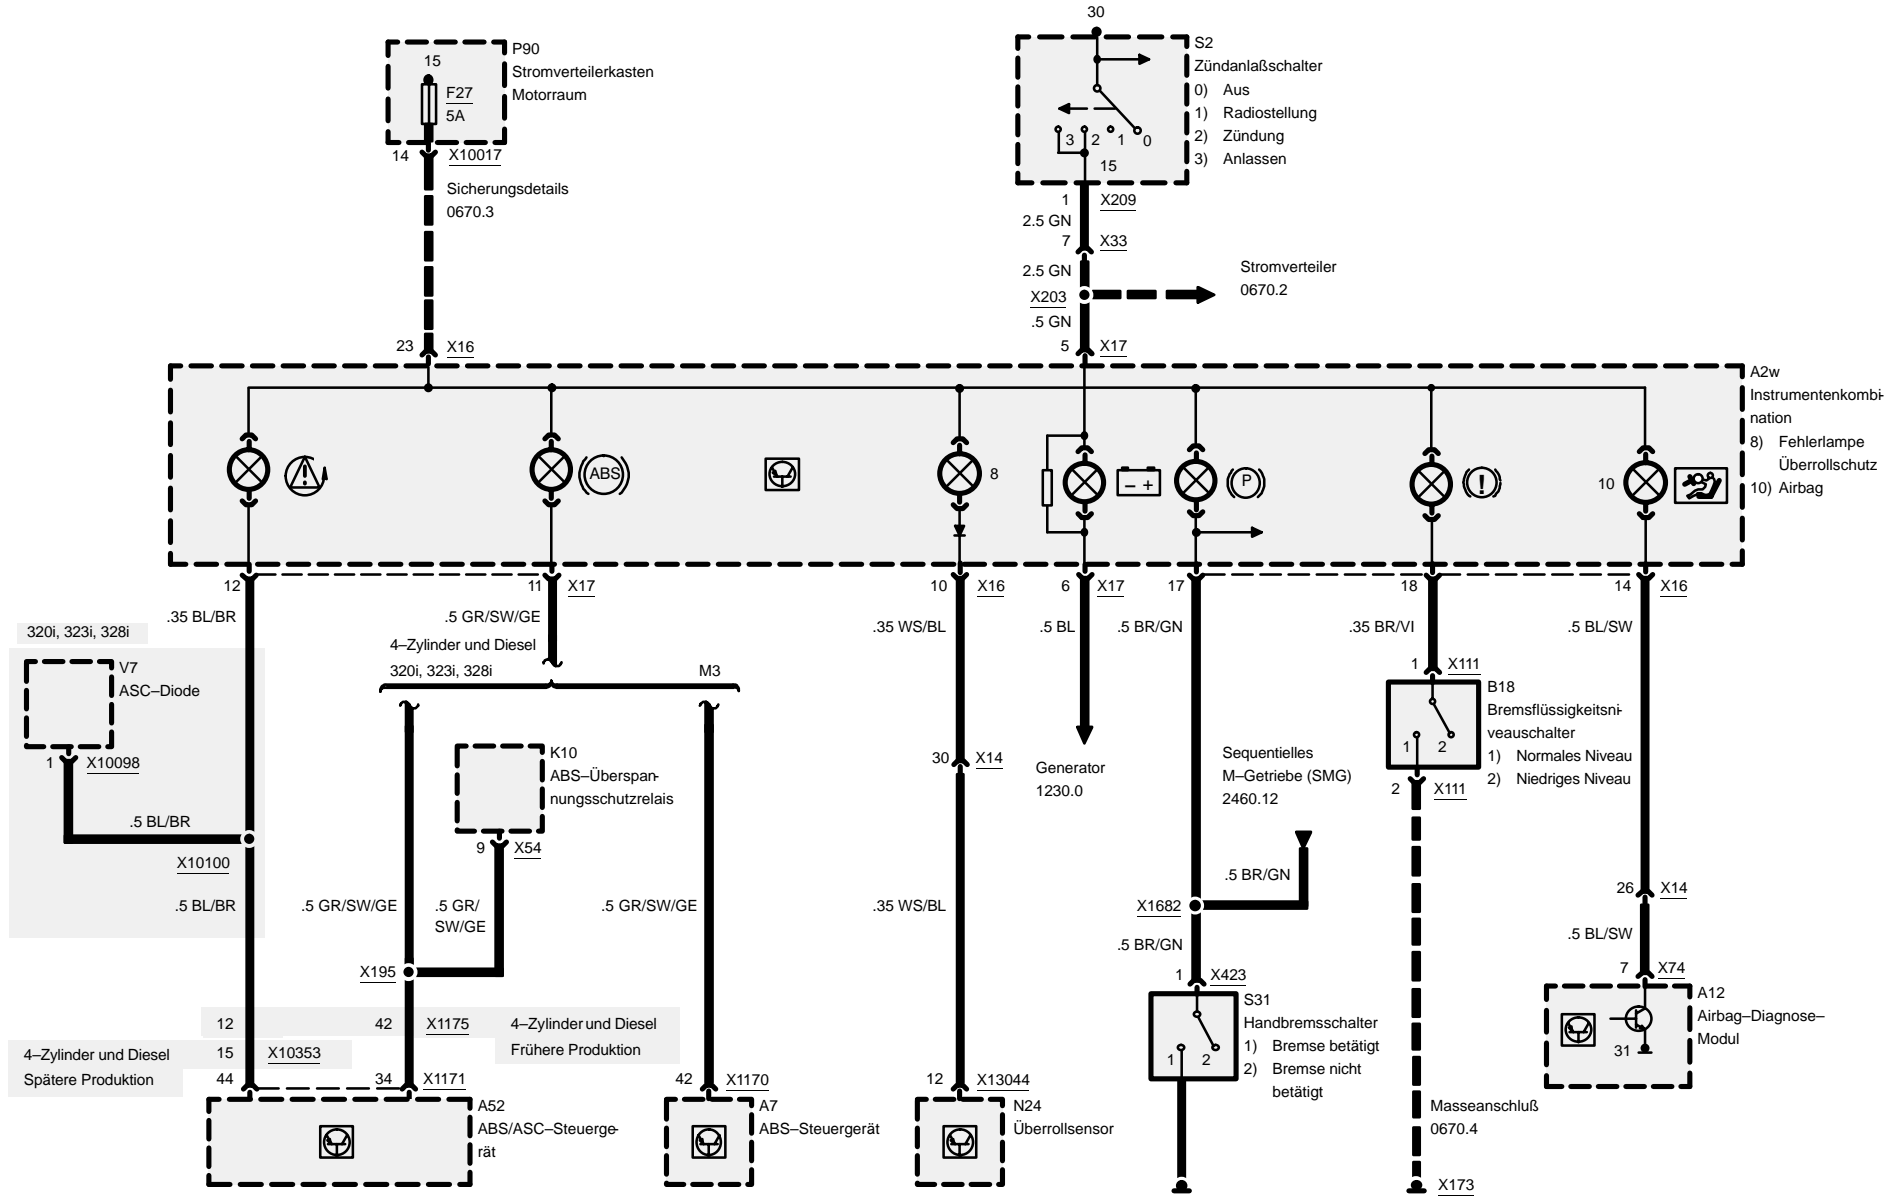 30
P90
Stromverteilerkasten
Motorraum
15
F27
5A
14 X10017
Sicherungsdetails
0670.3
23 X16
S2
Zündanlaßschalter
0) Aus
1) Radiostellung
2) Zündung
3) Anlassen
3 2 1 0
15
1 X209
2.5 GN
7 X33
2.5 GN
X203
.5 GN
5 X17
Stromverteiler
0670.2
A2w
Instrumentenkombi-
nation
8) Fehlerlampe
Überrollschutz
10) Airbag
ABS
8
– +
P
!
10
12
11 X17
10 X16
6 X17
17
18
14 X16
.35 BL/BR
.5 GR/SW/GE
.35 WS/BL
.5 BL
.5 BR/GN
.35 BR/VI
.5 BL/SW
320i, 323i, 328i
V7
ASC–Diode
1 X10098
.5 BL/BR
X10100
.5 BL/BR
4–Zylinder und Diesel
320i, 323i, 328i
M3
K10
ABS–Überspan-
nungsschutzrelais
9 X54
.5 GR/SW/GE
.5 GR/
SW/GE
.5 GR/SW/GE
X195
30 X14
.35 WS/BL
Generator
1230.0
Sequentielles
M–Getriebe (SMG)
2460.12
.5 BR/GN
X1682
.5 BR/GN
1 X423
S31
Handbremsschalter
1) Bremse betätigt
2) Bremse nicht
betätigt
1 2
1 X111
B18
Bremsflüssigkeitsni-
veauschalter
1) Normales Niveau
2) Niedriges Niveau
1 2
2 X111
Masseanschluß
0670.4
X173
26 X14
.5 BL/SW
7 X74
A12
Airbag–Diagnose–
Modul
31
12 42 X1175 4–Zylinder und Diesel
Frühere Produktion
4–Zylinder und Diesel 15 X10353
Spätere Produktion
44 34 X1171
A52
ABS/ASC–Steuerge-
rät
42 X1170
A7
ABS–Steuergerät
12 X13044
N24
Überrollsensor